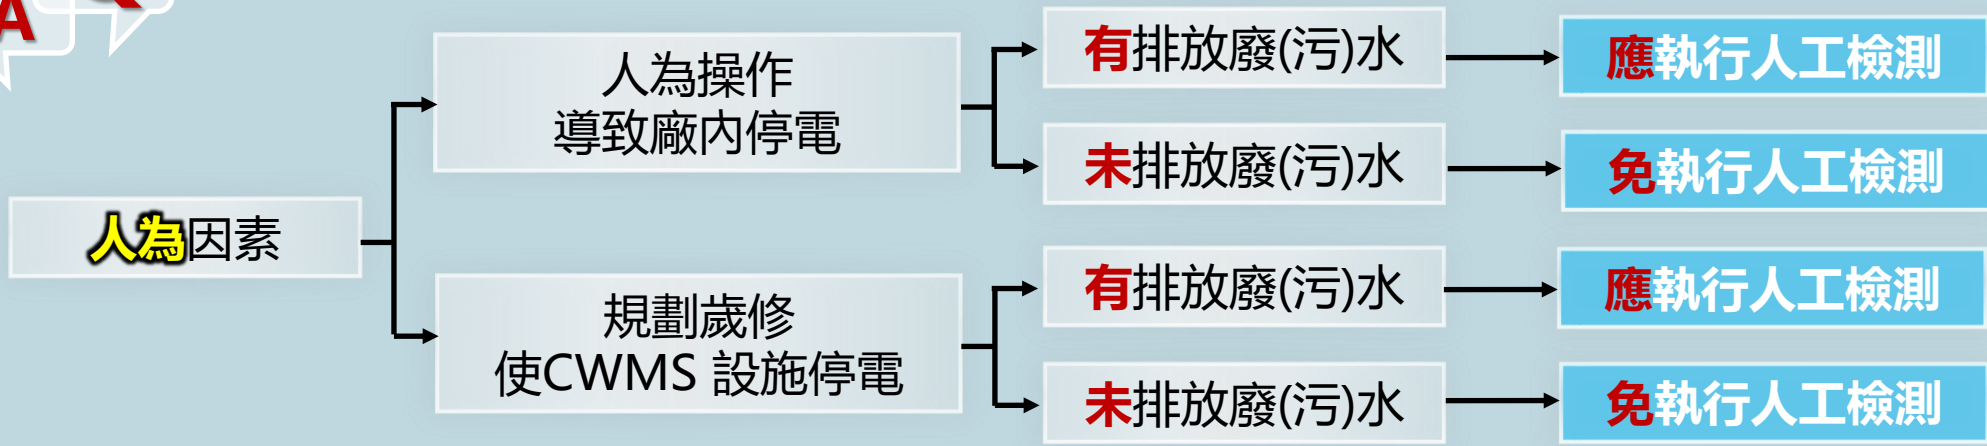 A
人為因素
人為操作
導致廠內停電
有排放廢(污)水
應執行人工檢測
未排放廢(污)水
免執行人工檢測
規劃歲修
使CWMS 設施停電
有排放廢(污)水
應執行人工檢測
未排放廢(污)水
免執行人工檢測